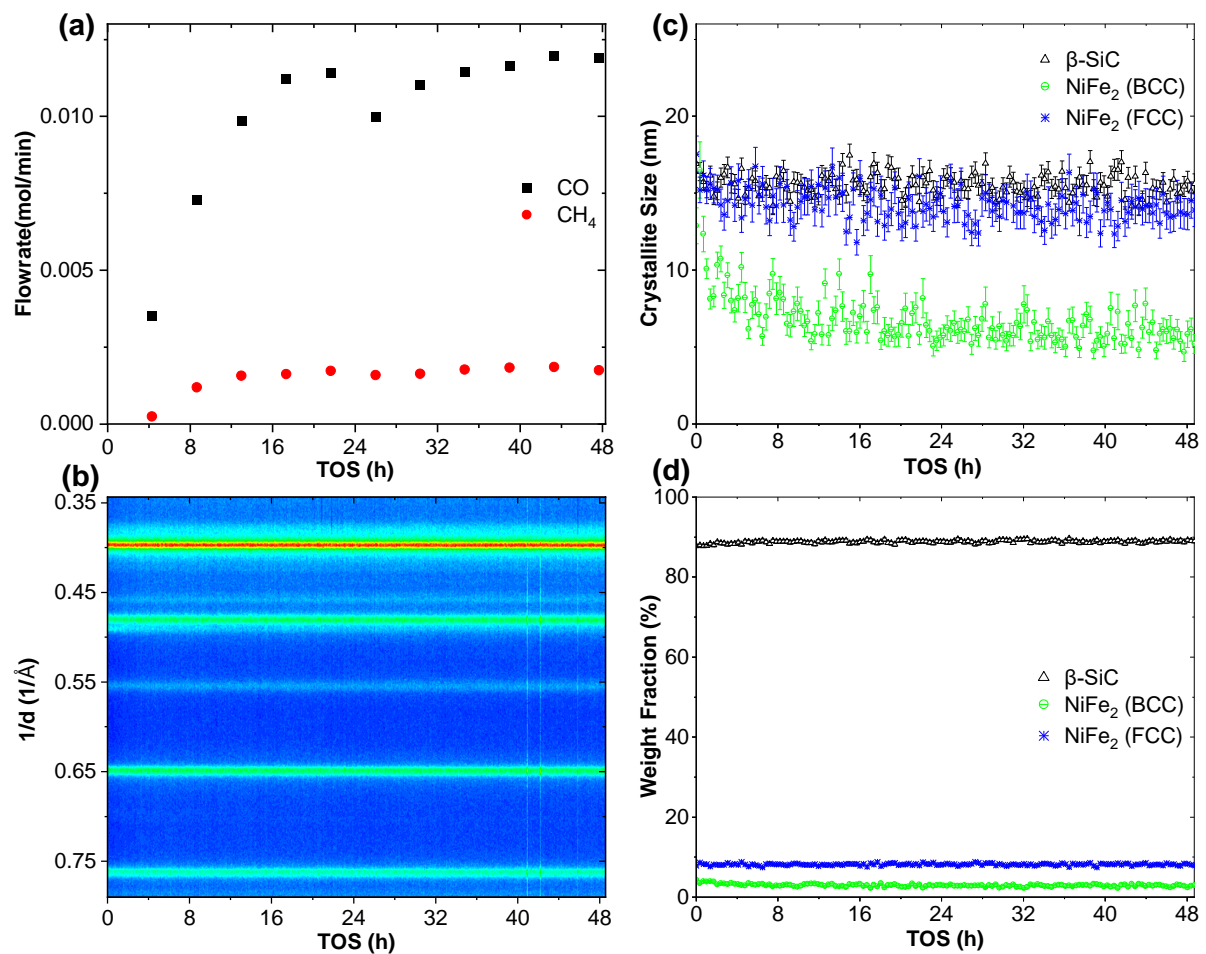 (a)
0.010
0.005
0.000
Flowrate(mol/min)
CO
CH₄
0 8 16 24 32 40 48
TOS (h)
(b)
0.35
0.45
0.55
0.65
0.75
1/d (1/Å)
0 8 16 24 32 40 48
TOS (h)
(c)
20
10
0
Crystallite Size (nm)
β-SiC
NiFe₂ (BCC)
NiFe₂ (FCC)
0 8 16 24 32 40 48
TOS (h)
(d)
100
80
60
40
20
0
Weight Fraction (%)
β-SiC
NiFe₂ (BCC)
NiFe₂ (FCC)
0 8 16 24 32 40 48
TOS (h)